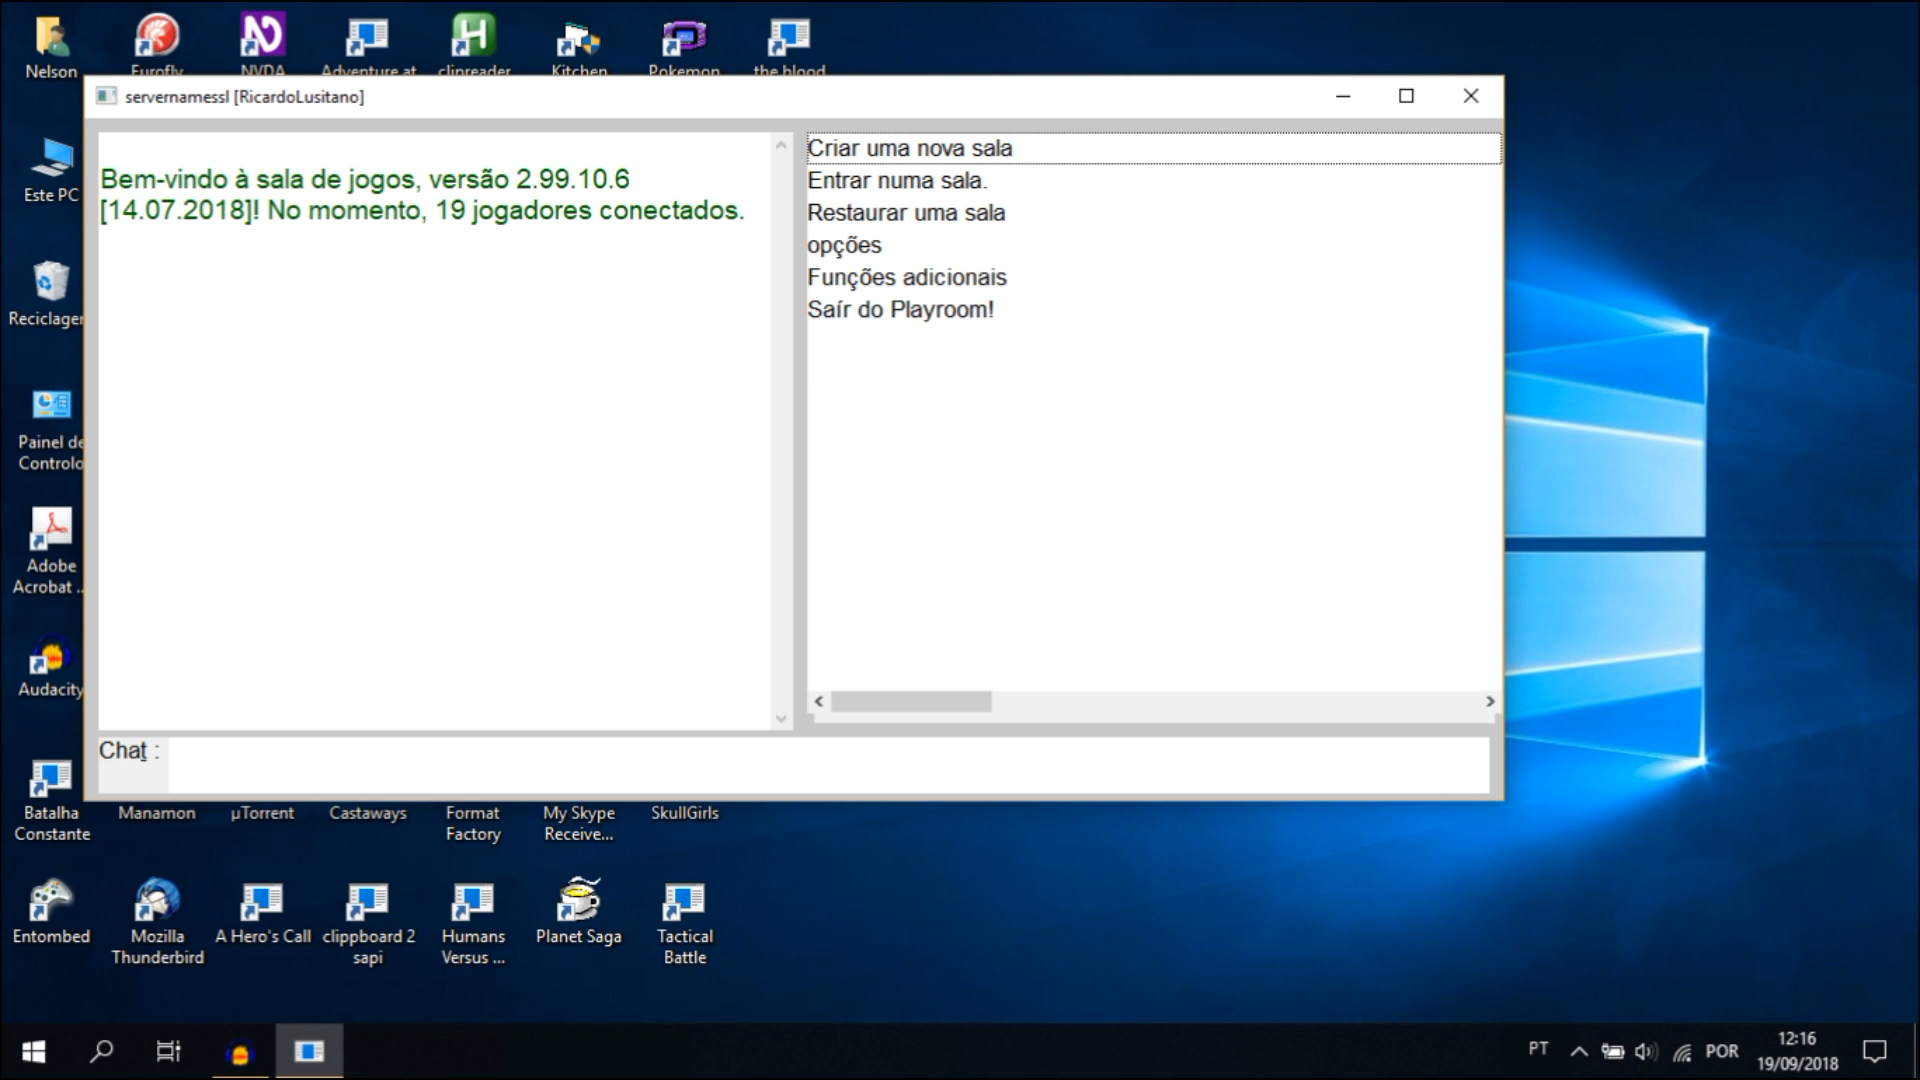 Nelson
Eurofly
NVDA
Adventure at
clipreader
Kitchen
Pokemon
the blood
servernamessl [RicardoLusitano]
Bem-vindo à sala de jogos, versão 2.99.10.6
[14.07.2018]! No momento, 19 jogadores conectados.
Criar uma nova sala
Entrar numa sala.
Restaurar uma sala
opções
Funções adicionais
Saír do Playroom!
Chat :
Este PC
Reciclagem
Painel de
Controlo
Adobe
Acrobat ...
Audacity
Batalha
Constante
Manamon
µTorrent
Castaways
Format
Factory
My Skype
Receive...
SkullGirls
Entombed
Mozilla
Thunderbird
A Hero's Call
clippboard 2
sapi
Humans
Versus ...
Planet Saga
Tactical
Battle
PT
POR
12:16
19/09/2018